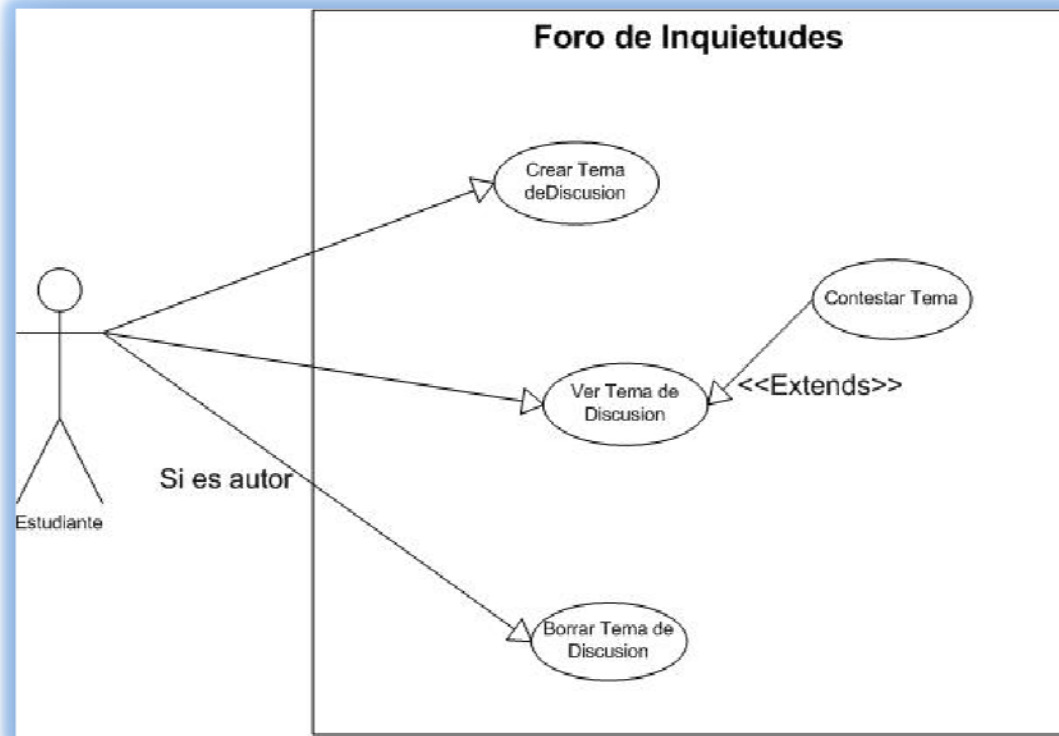 Foro de Inquietudes
Crear Tema
deDiscusion
Contestar Tema
<<Extends>>
Ver Tema de
Discusion
Si es autor
Estudiante
Borrar Tema de
Discusion